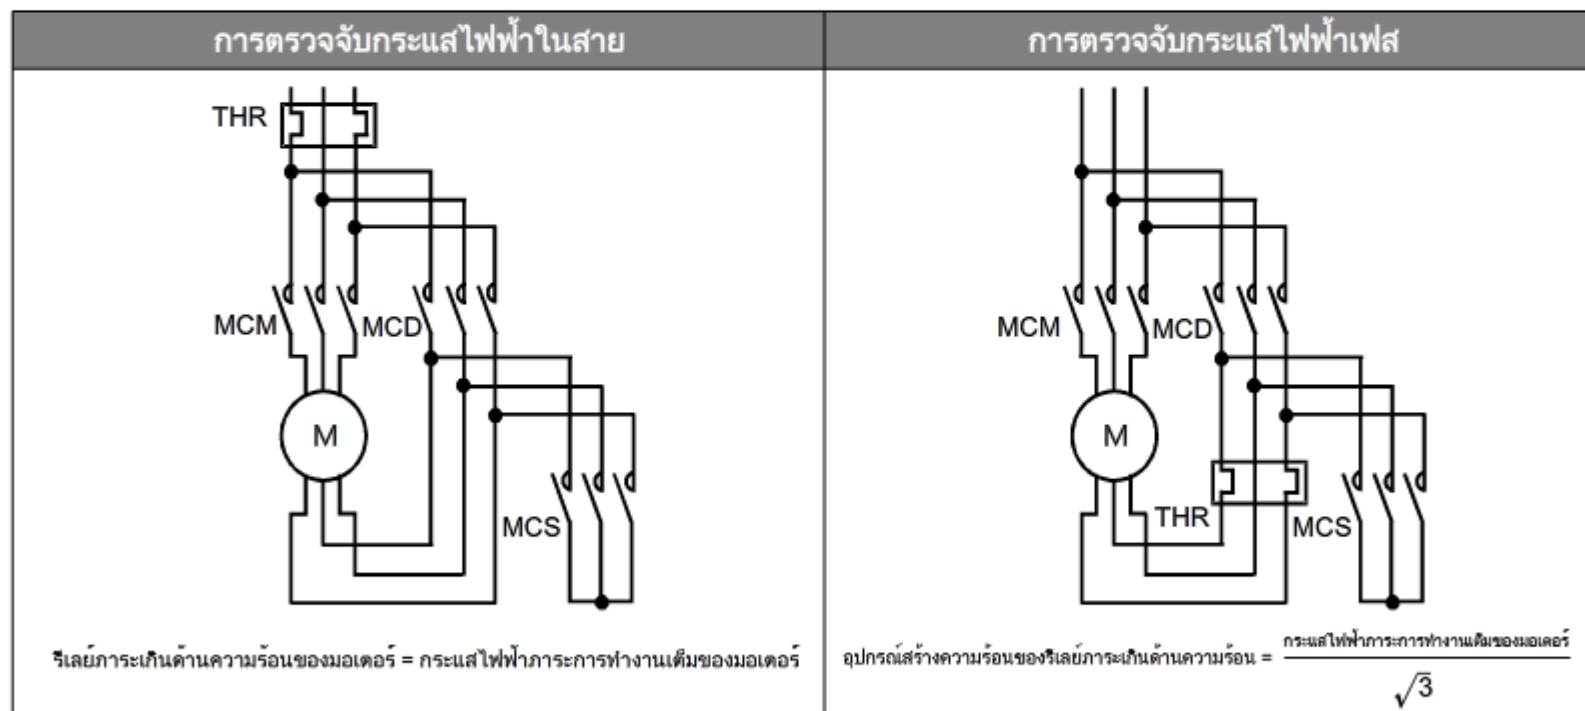 การตรวจจับกระแสไฟฟ้าในสาย
การตรวจจับกระแสไฟฟ้าเฟส
THR
MCM
MCD
M
MCS
รีเลย์ภาระเกินด้านความร้อนของมอเตอร์ = กระแสไฟฟ้าภาระการทำงานเต็มของมอเตอร์
MCM
MCD
M
THR
MCS
กระแสไฟฟ้าภาระการทำงานเต็มของมอเตอร์
อุปกรณ์สร้างความร้อนของรีเลย์ภาระเกินด้านความร้อน =
√3